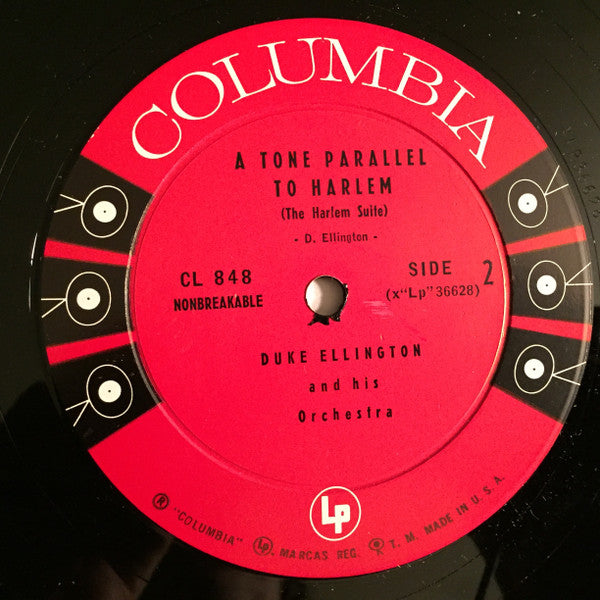 COLUMBIA
A TONE PARALLEL
TO HARLEM
(The Harlem Suite)
- D. Ellington -
CL 848
NONBREAKABLE
SIDE 2
(x"Lp"36628)
DUKE ELLINGTON
and his
Orchestra
Lp
® "COLUMBIA" Lp. MARCAS REG. T. M. MADE IN U. S. A.